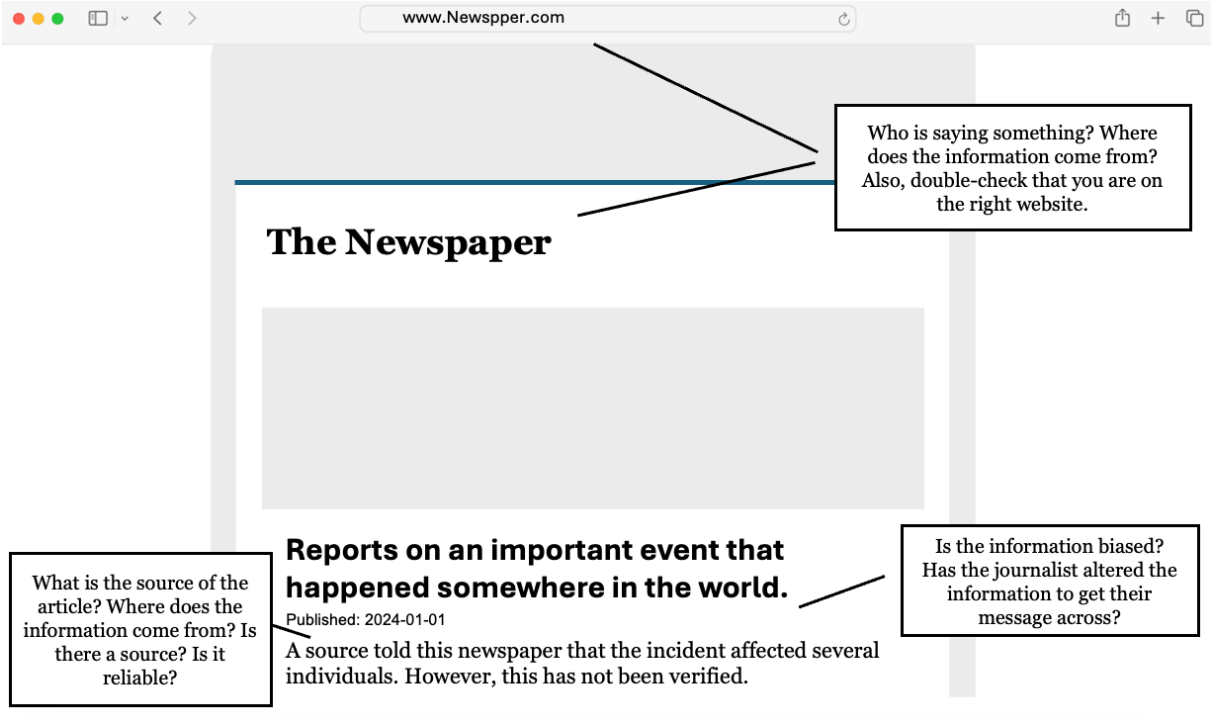 www.Newspper.com
Who is saying something? Where
does the information come from?
Also, double-check that you are on
the right website.
The Newspaper
Reports on an important event that
happened somewhere in the world.
Published: 2024-01-01
A source told this newspaper that the incident affected several
individuals. However, this has not been verified.
Is the information biased?
Has the journalist altered the
information to get their
message across?
What is the source of the
article? Where does the
information come from? Is
there a source? Is it
reliable?